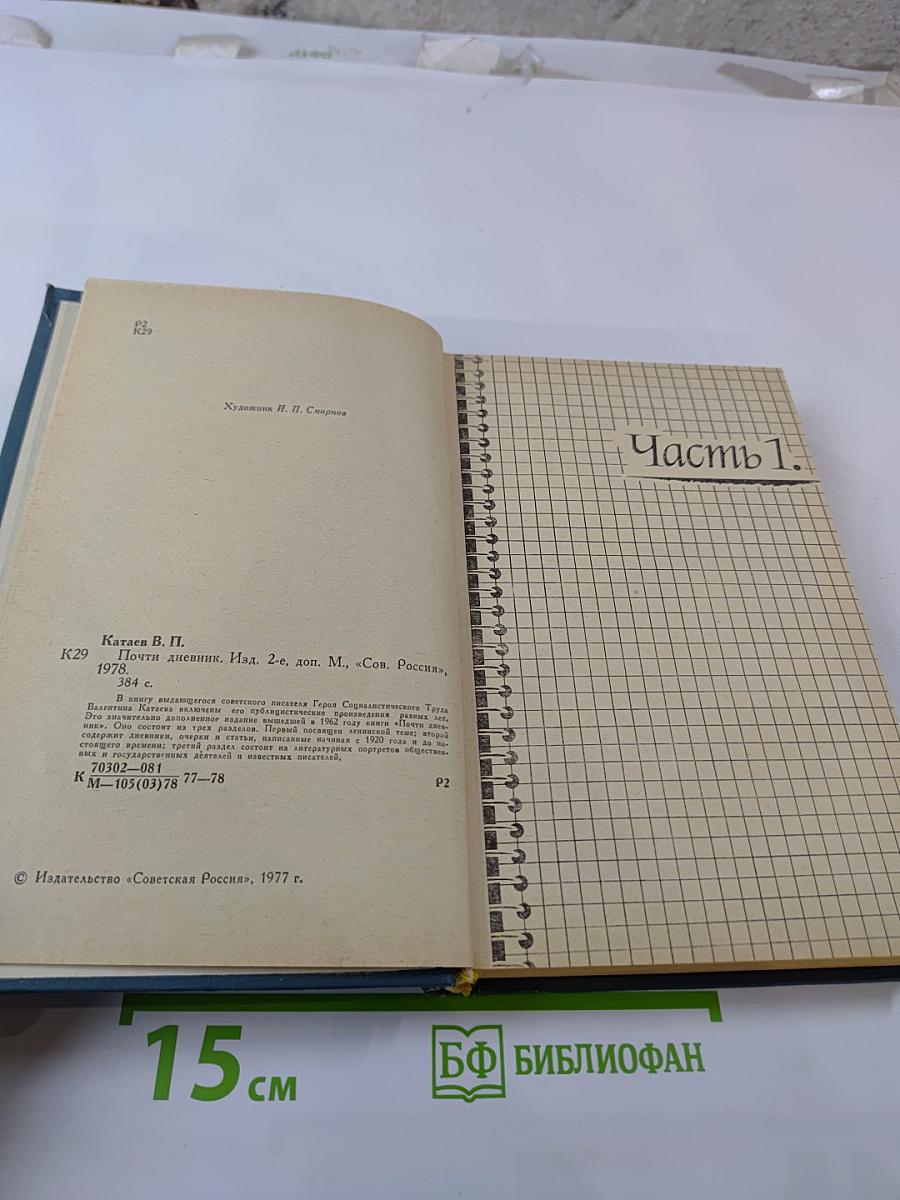 Р2
К29
Художник И. П. Смирнов
Катаев В. П.
К29 Почти дневник. Изд. 2-е, доп. М., «Сов. Россия»,
1978.
384 с.
В книгу выдающегося советского писателя Героя Социалистического Труда
Валентина Катаева включены его публицистические произведения разных лет.
Это значительно дополненное издание вышедшей в 1962 году книги «Почти днев-
ник». Оно состоит из трех разделов. Первый посвящен ленинской теме; второй
содержит дневники, очерки и статьи, написанные начиная с 1920 года и до на-
стоящего времени; третий раздел состоит из литературных портретов обществен-
ных и государственных деятелей и известных писателей.
К 70302—081
М—105(03)78 77—78 Р2
© Издательство «Советская Россия», 1977 г.
Часть 1.
15 см
БФ БИБЛИОФАН